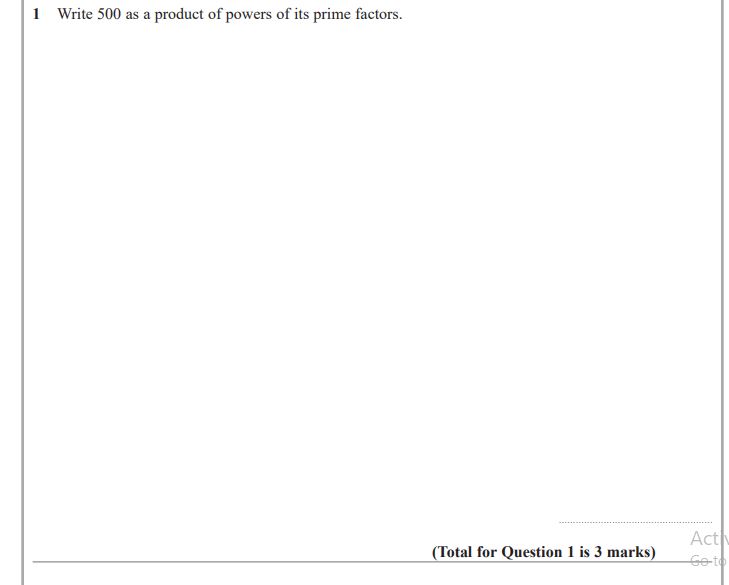 1 Write 500 as a product of powers of its prime factors.
(Total for Question 1 is 3 marks)
Activ
Go to